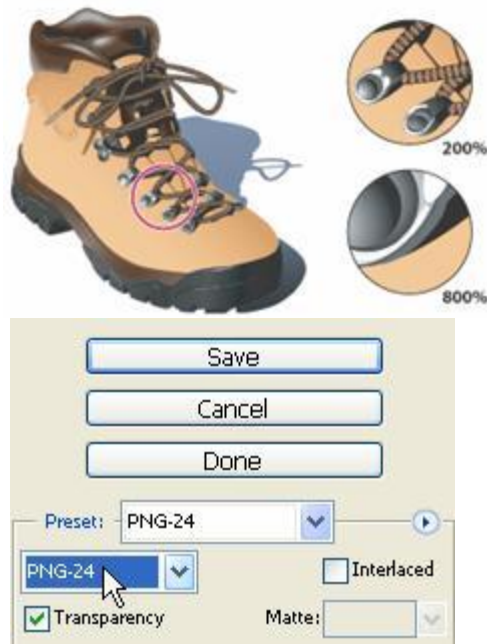 200%
800%
Save
Cancel
Done
Preset: PNG-24
PNG-24 Interlaced
Transparency Matte: